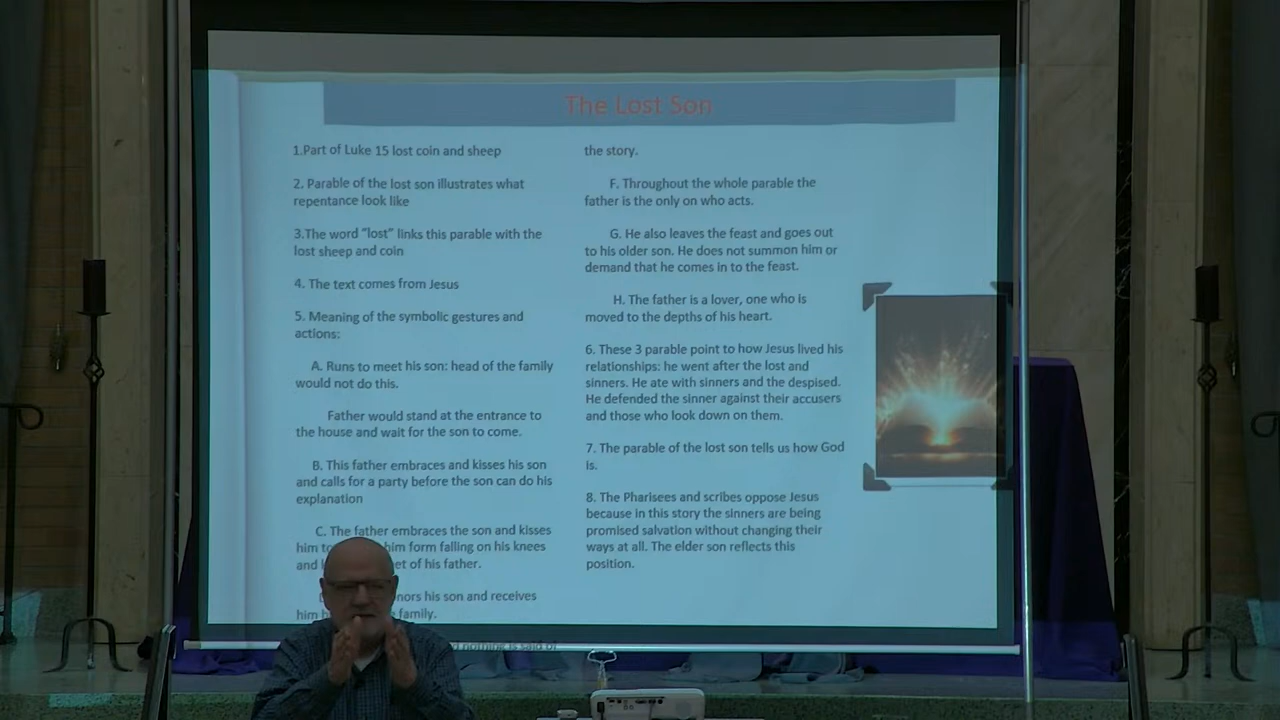 The Lost Son
1.Part of Luke 15 lost coin and sheep
2. Parable of the lost son illustrates what
repentance look like
3.The word "lost" links this parable with the
lost sheep and coin
4. The text comes from Jesus
5. Meaning of the symbolic gestures and
actions:
A. Runs to meet his son: head of the family
would not do this.
Father would stand at the entrance to
the house and wait for the son to come.
B. This father embraces and kisses his son
and calls for a party before the son can do his
explanation
C. The father embraces the son and kisses
him him form falling on his knees
and of his father.
his son and receives
him family.
nothing is said of
the story.
F. Throughout the whole parable the
father is the only on who acts.
G. He also leaves the feast and goes out
to his older son. He does not summon him or
demand that he comes in to the feast.
H. The father is a lover, one who is
moved to the depths of his heart.
6. These 3 parable point to how Jesus lived his
relationships: he went after the lost and
sinners. He ate with sinners and the despised.
He defended the sinner against their accusers
and those who look down on them.
7. The parable of the lost son tells us how God
is.
8. The Pharisees and scribes oppose Jesus
because in this story the sinners are being
promised salvation without changing their
ways at all. The elder son reflects this
position.